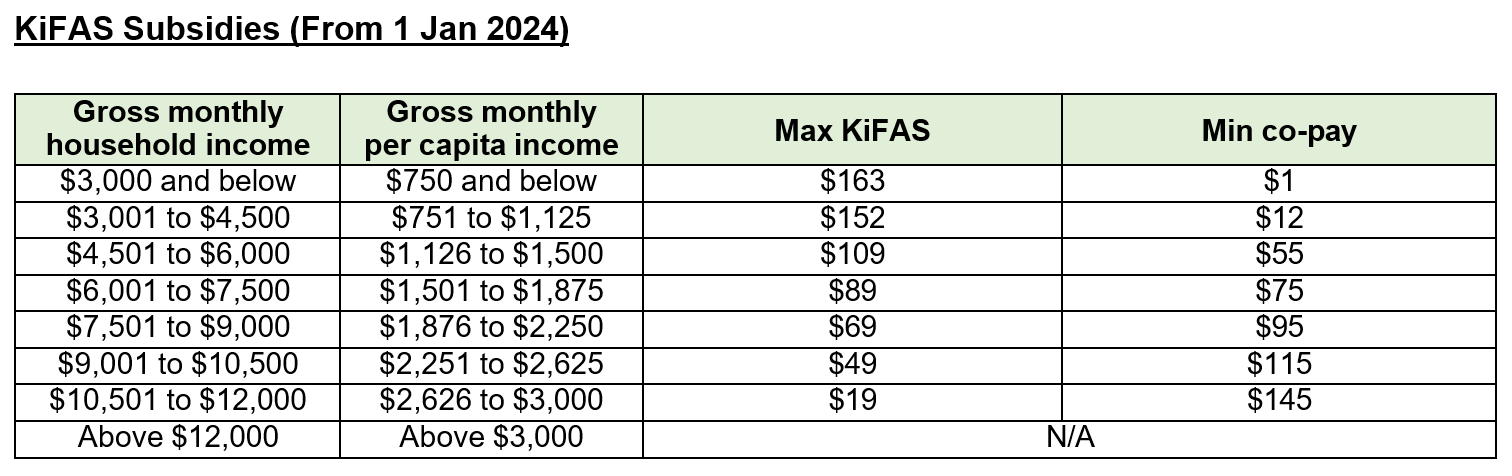 KiFAS Subsidies (From 1 Jan 2024)
Gross monthly household income | Gross monthly per capita income | Max KiFAS | Min co-pay
$3,000 and below | $750 and below | $163 | $1
$3,001 to $4,500 | $751 to $1,125 | $152 | $12
$4,501 to $6,000 | $1,126 to $1,500 | $109 | $55
$6,001 to $7,500 | $1,501 to $1,875 | $89 | $75
$7,501 to $9,000 | $1,876 to $2,250 | $69 | $95
$9,001 to $10,500 | $2,251 to $2,625 | $49 | $115
$10,501 to $12,000 | $2,626 to $3,000 | $19 | $145
Above $12,000 | Above $3,000 | N/A